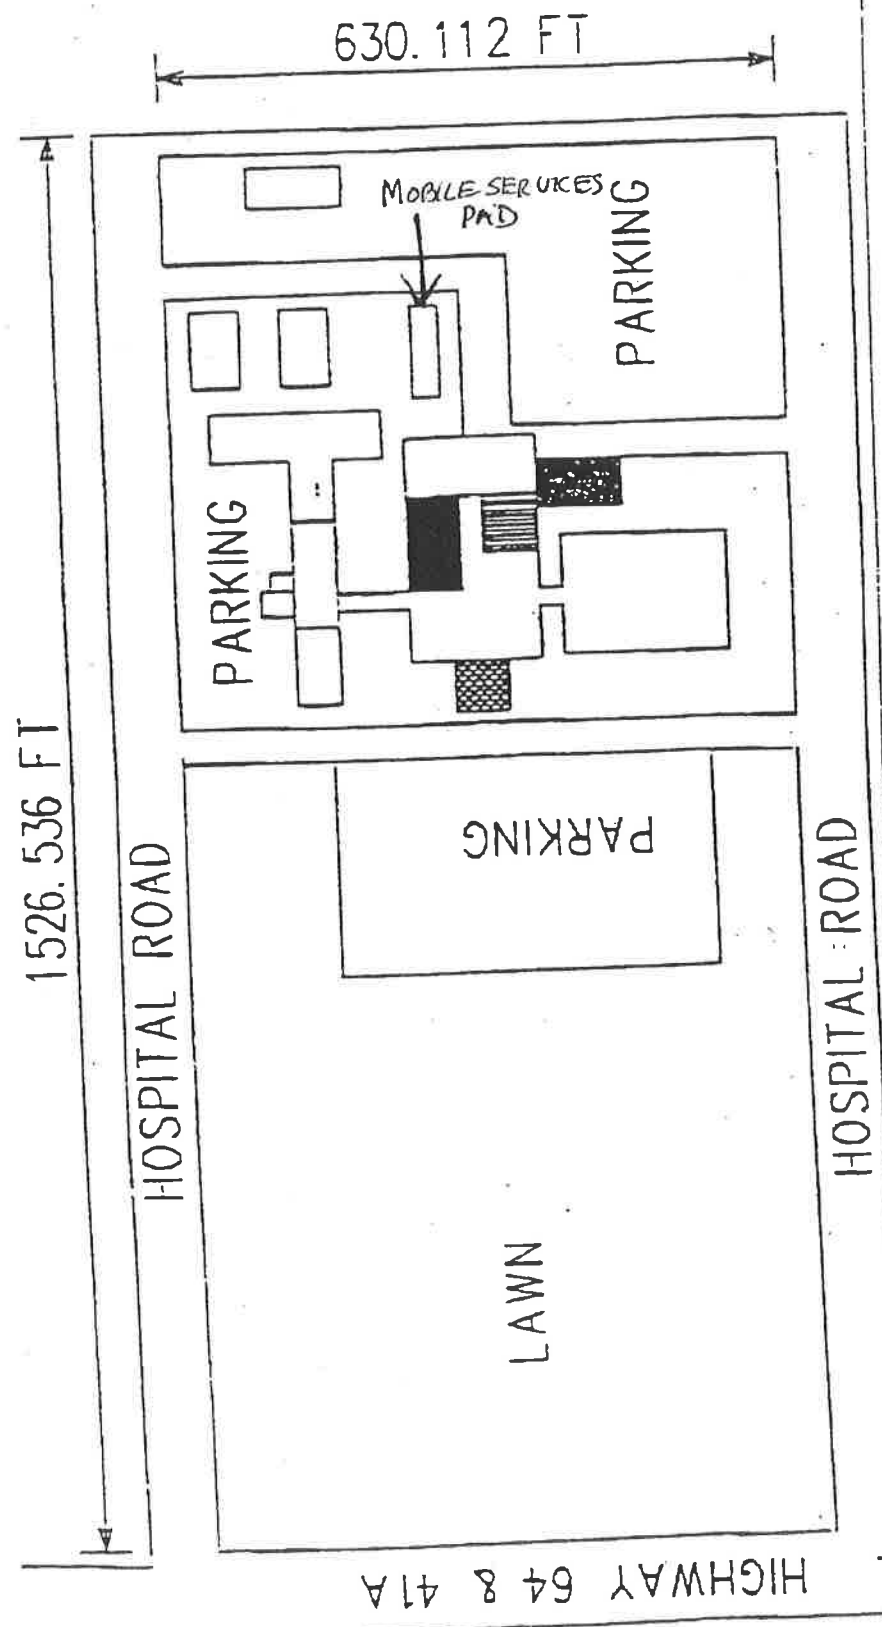 630.112 FT
MOBILE SERVICES
PAD
PARKING
PARKING
1526.536 FT
PARKING
HOSPITAL ROAD
HOSPITAL ROAD
LAWN
HIGHWAY 64 & 41A